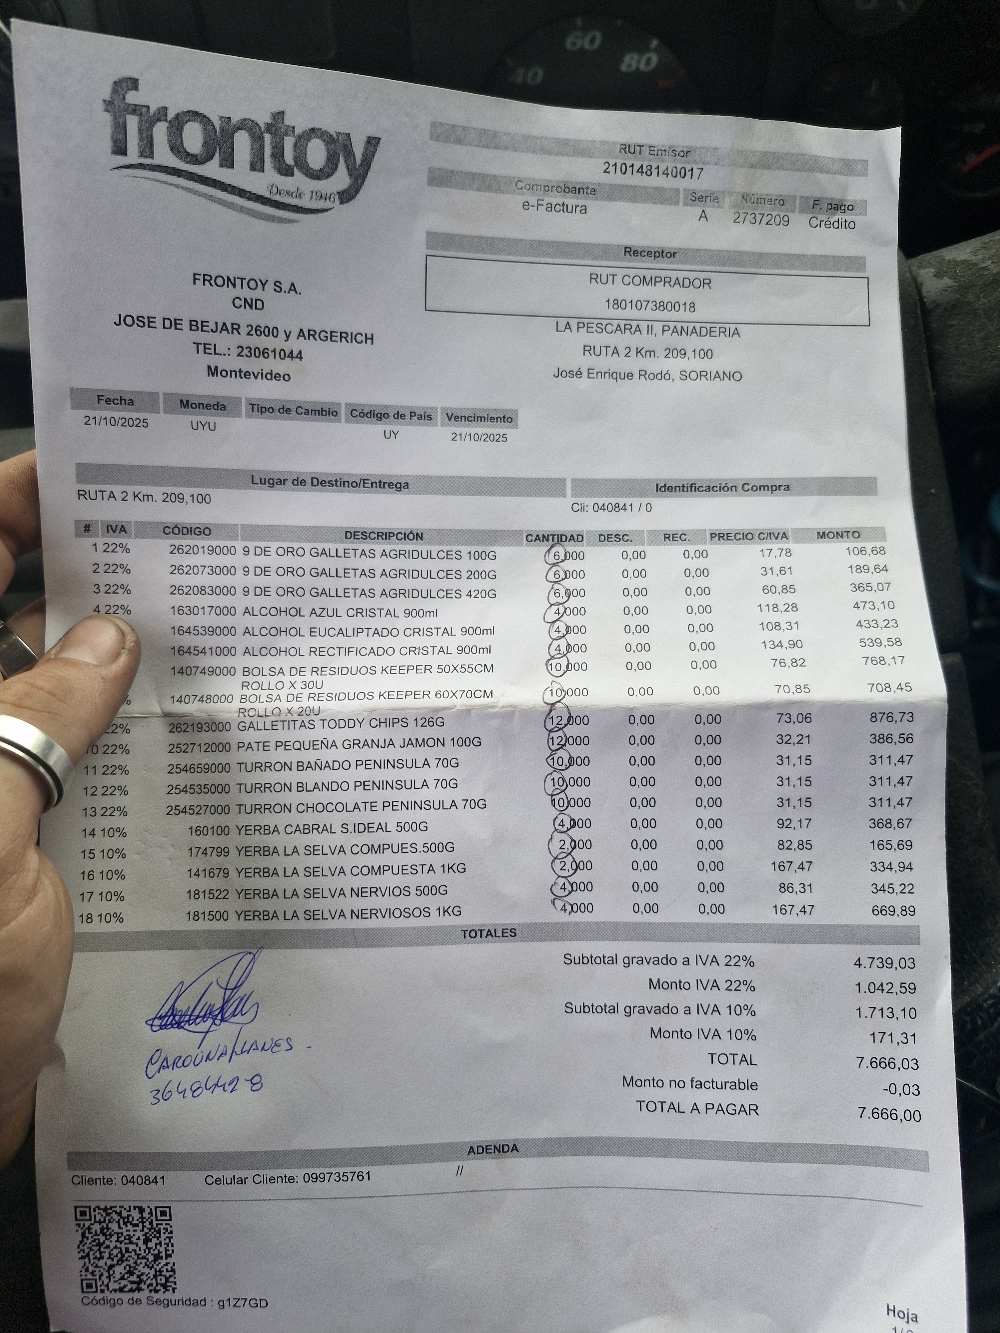 40 60 80
frontoy
Desde 1946
RUT Emisor
210148140017
Comprobante Serie Número F. pago
e-Factura A 2737209 Crédito
Receptor
RUT COMPRADOR
180107380018
LA PESCARA II, PANADERIA
RUTA 2 Km. 209,100
José Enrique Rodó, SORIANO
FRONTOY S.A.
CND
JOSE DE BEJAR 2600 y ARGERICH
TEL.: 23061044
Montevideo
Fecha Moneda Tipo de Cambio Código de País Vencimiento
21/10/2025 UYU UY 21/10/2025
Lugar de Destino/Entrega Identificación Compra
RUTA 2 Km. 209,100 Cli: 040841 / 0
# IVA CÓDIGO DESCRIPCIÓN CANTIDAD DESC. REC. PRECIO C/IVA MONTO
1 22% 262019000 9 DE ORO GALLETAS AGRIDULCES 100G 6,000 0,00 0,00 17,78 106,68
2 22% 262073000 9 DE ORO GALLETAS AGRIDULCES 200G 6,000 0,00 0,00 31,61 189,64
3 22% 262083000 9 DE ORO GALLETAS AGRIDULCES 420G 6,000 0,00 0,00 60,85 365,07
4 22% 163017000 ALCOHOL AZUL CRISTAL 900ml 4,000 0,00 0,00 118,28 473,10
164539000 ALCOHOL EUCALIPTADO CRISTAL 900ml 4,000 0,00 0,00 108,31 433,23
164541000 ALCOHOL RECTIFICADO CRISTAL 900ml 4,000 0,00 0,00 134,90 539,58
140749000 BOLSA DE RESIDUOS KEEPER 50X55CM 10,000 0,00 0,00 76,82 768,17
ROLLO X 30U
% 140748000 BOLSA DE RESIDUOS KEEPER 60X70CM 10,000 0,00 0,00 70,85 708,45
ROLLO X 20U
22% 262193000 GALLETITAS TODDY CHIPS 126G 12,000 0,00 0,00 73,06 876,73
10 22% 252712000 PATE PEQUEÑA GRANJA JAMON 100G 12,000 0,00 0,00 32,21 386,56
11 22% 254659000 TURRON BAÑADO PENINSULA 70G 10,000 0,00 0,00 31,15 311,47
12 22% 254535000 TURRON BLANDO PENINSULA 70G 10,000 0,00 0,00 31,15 311,47
13 22% 254527000 TURRON CHOCOLATE PENINSULA 70G 10,000 0,00 0,00 31,15 311,47
14 10% 160100 YERBA CABRAL S.IDEAL 500G 4,000 0,00 0,00 92,17 368,67
15 10% 174799 YERBA LA SELVA COMPUES.500G 2,000 0,00 0,00 82,85 165,69
16 10% 141679 YERBA LA SELVA COMPUESTA 1KG 2,000 0,00 0,00 167,47 334,94
17 10% 181522 YERBA LA SELVA NERVIOS 500G 4,000 0,00 0,00 86,31 345,22
18 10% 181500 YERBA LA SELVA NERVIOSOS 1KG 4,000 0,00 0,00 167,47 669,89
TOTALES
Subtotal gravado a IVA 22% 4.739,03
Monto IVA 22% 1.042,59
Subtotal gravado a IVA 10% 1.713,10
Monto IVA 10% 171,31
TOTAL 7.666,03
Monto no facturable -0,03
TOTAL A PAGAR 7.666,00
CAROLINA LLANES -
3648442-8
ADENDA
Cliente: 040841 Celular Cliente: 099735761 //
Código de Seguridad : g1Z7GD
Hoja